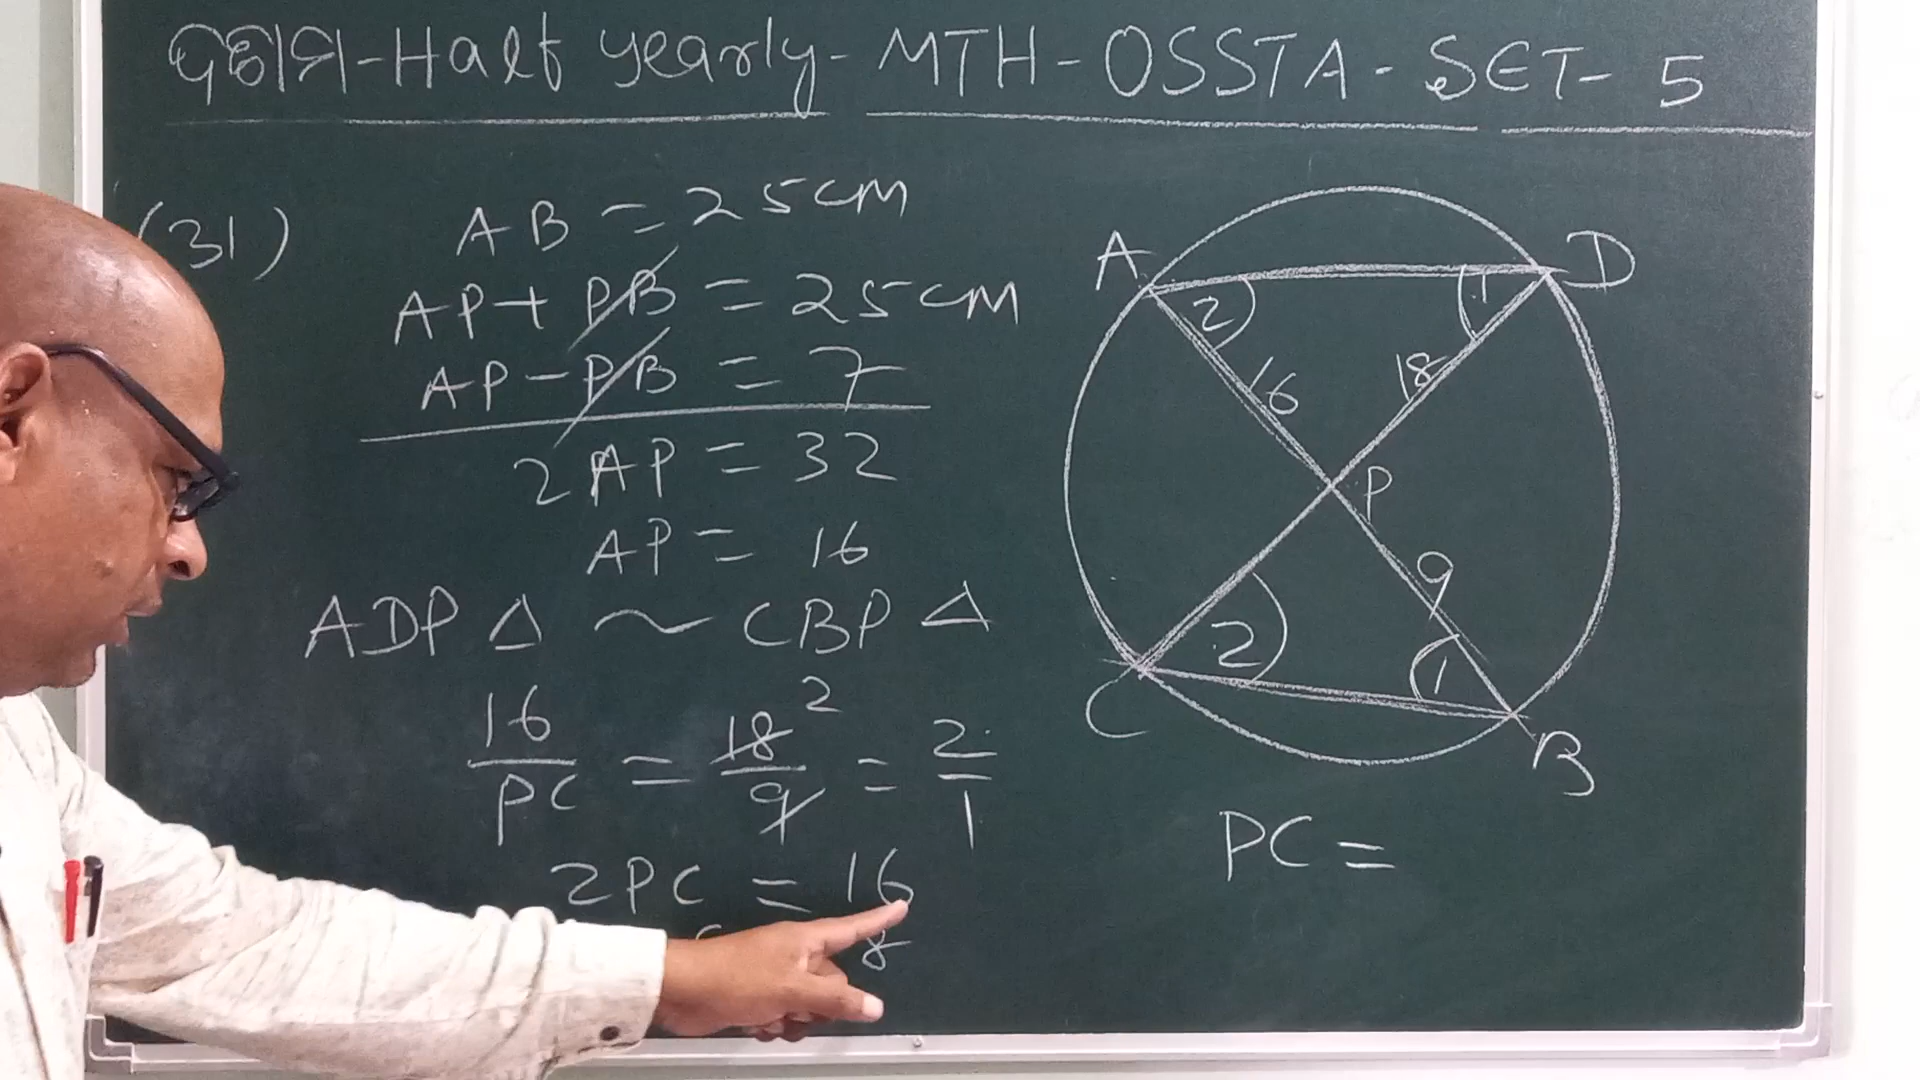 ଦଶମ-Half yearly-MTH-OSSTA-SET-5
(31) AB = 25CM
AP + PB = 25CM
AP - PB = 7
2AP = 32
AP = 16
ADP Δ ~ CBP Δ
16/PC = 18/9 2 = 2/1
2PC = 16
8
A
D
2
1
16
18
P
9
2
1
C
B
PC =